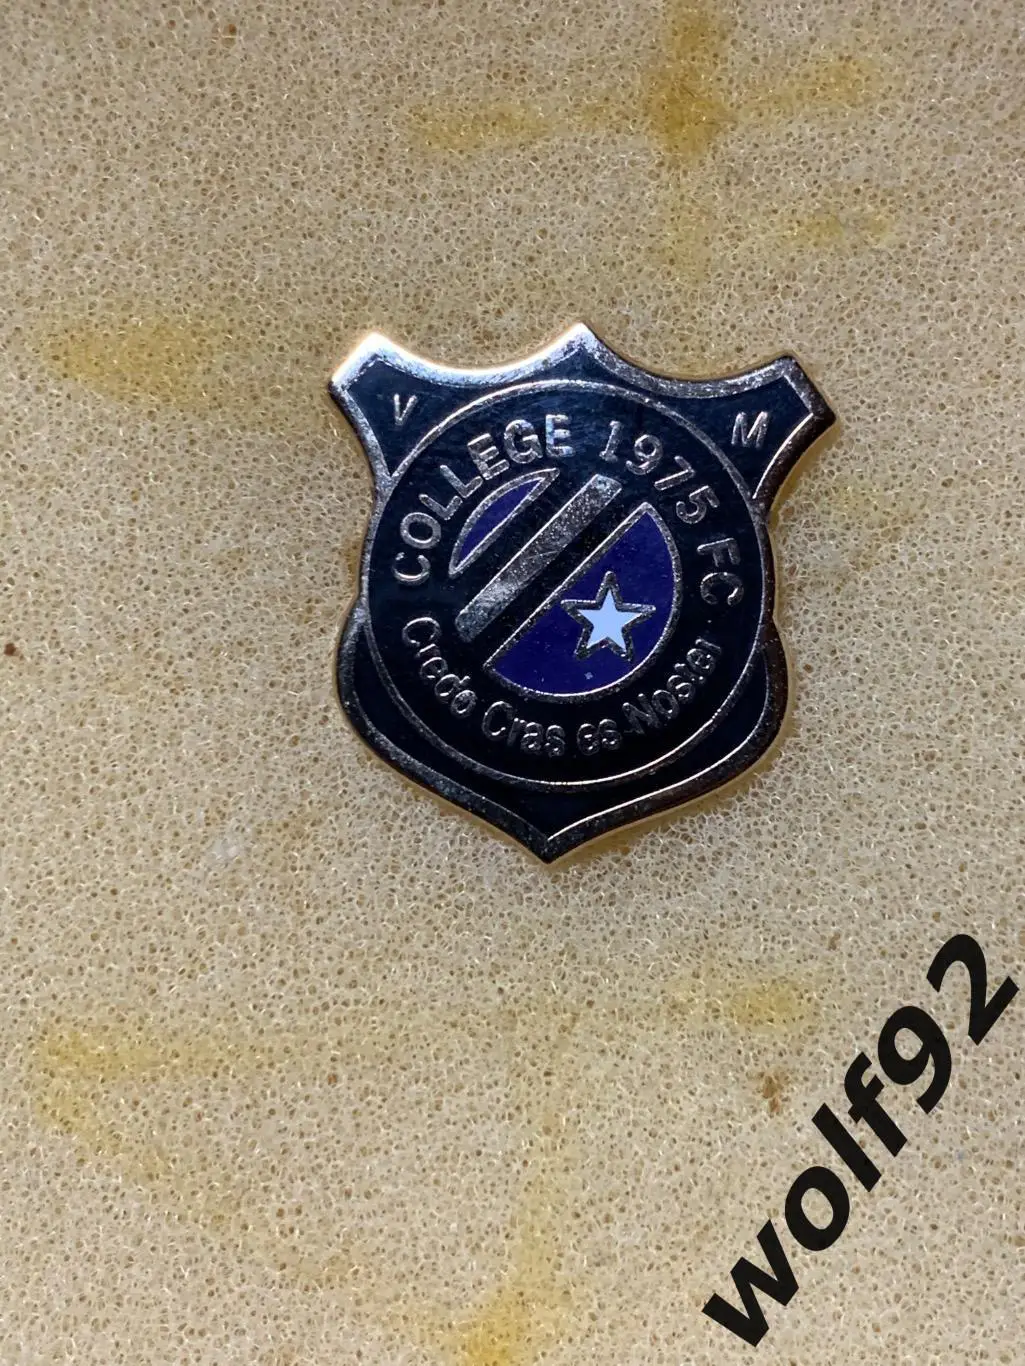 V M
COLLEGE 1975 FC
Credo Cras es Noster
wolf92